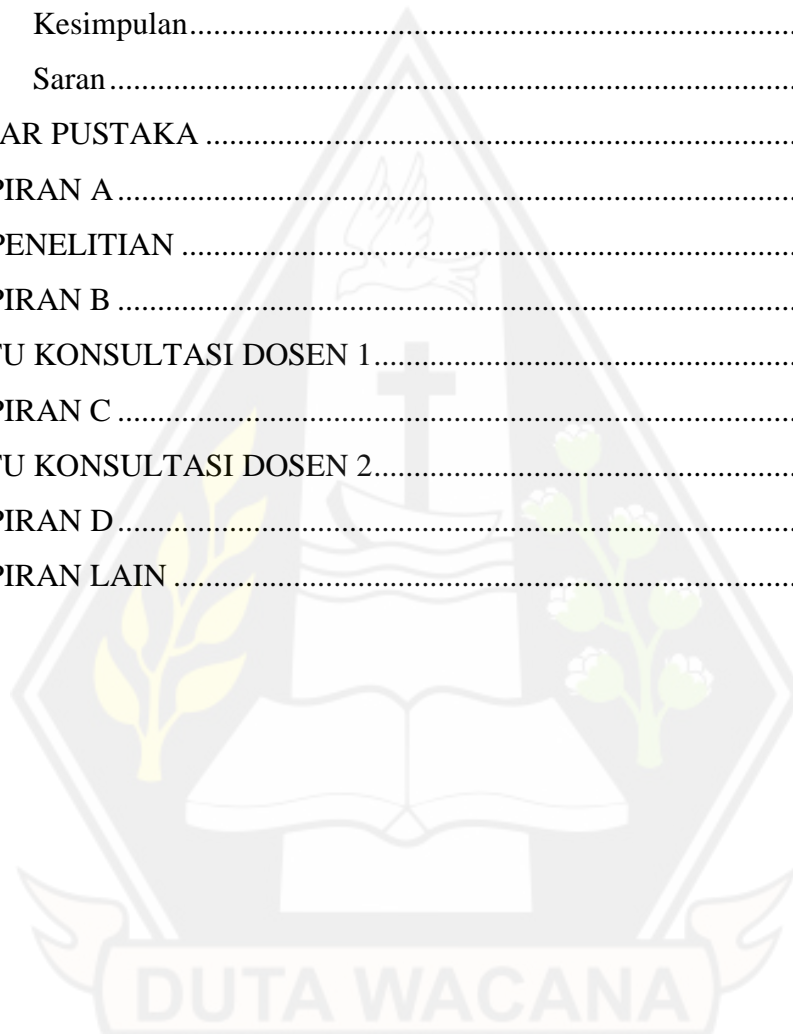 Kesimpulan..........................................................................
Saran....................................................................................
AR PUSTAKA ..........................................................................
PIRAN A.....................................................................................
PENELITIAN .............................................................................
PIRAN B .....................................................................................
TU KONSULTASI DOSEN 1.....................................................
PIRAN C .....................................................................................
TU KONSULTASI DOSEN 2.....................................................
PIRAN D.....................................................................................
PIRAN LAIN ..............................................................................
DUTA WACANA